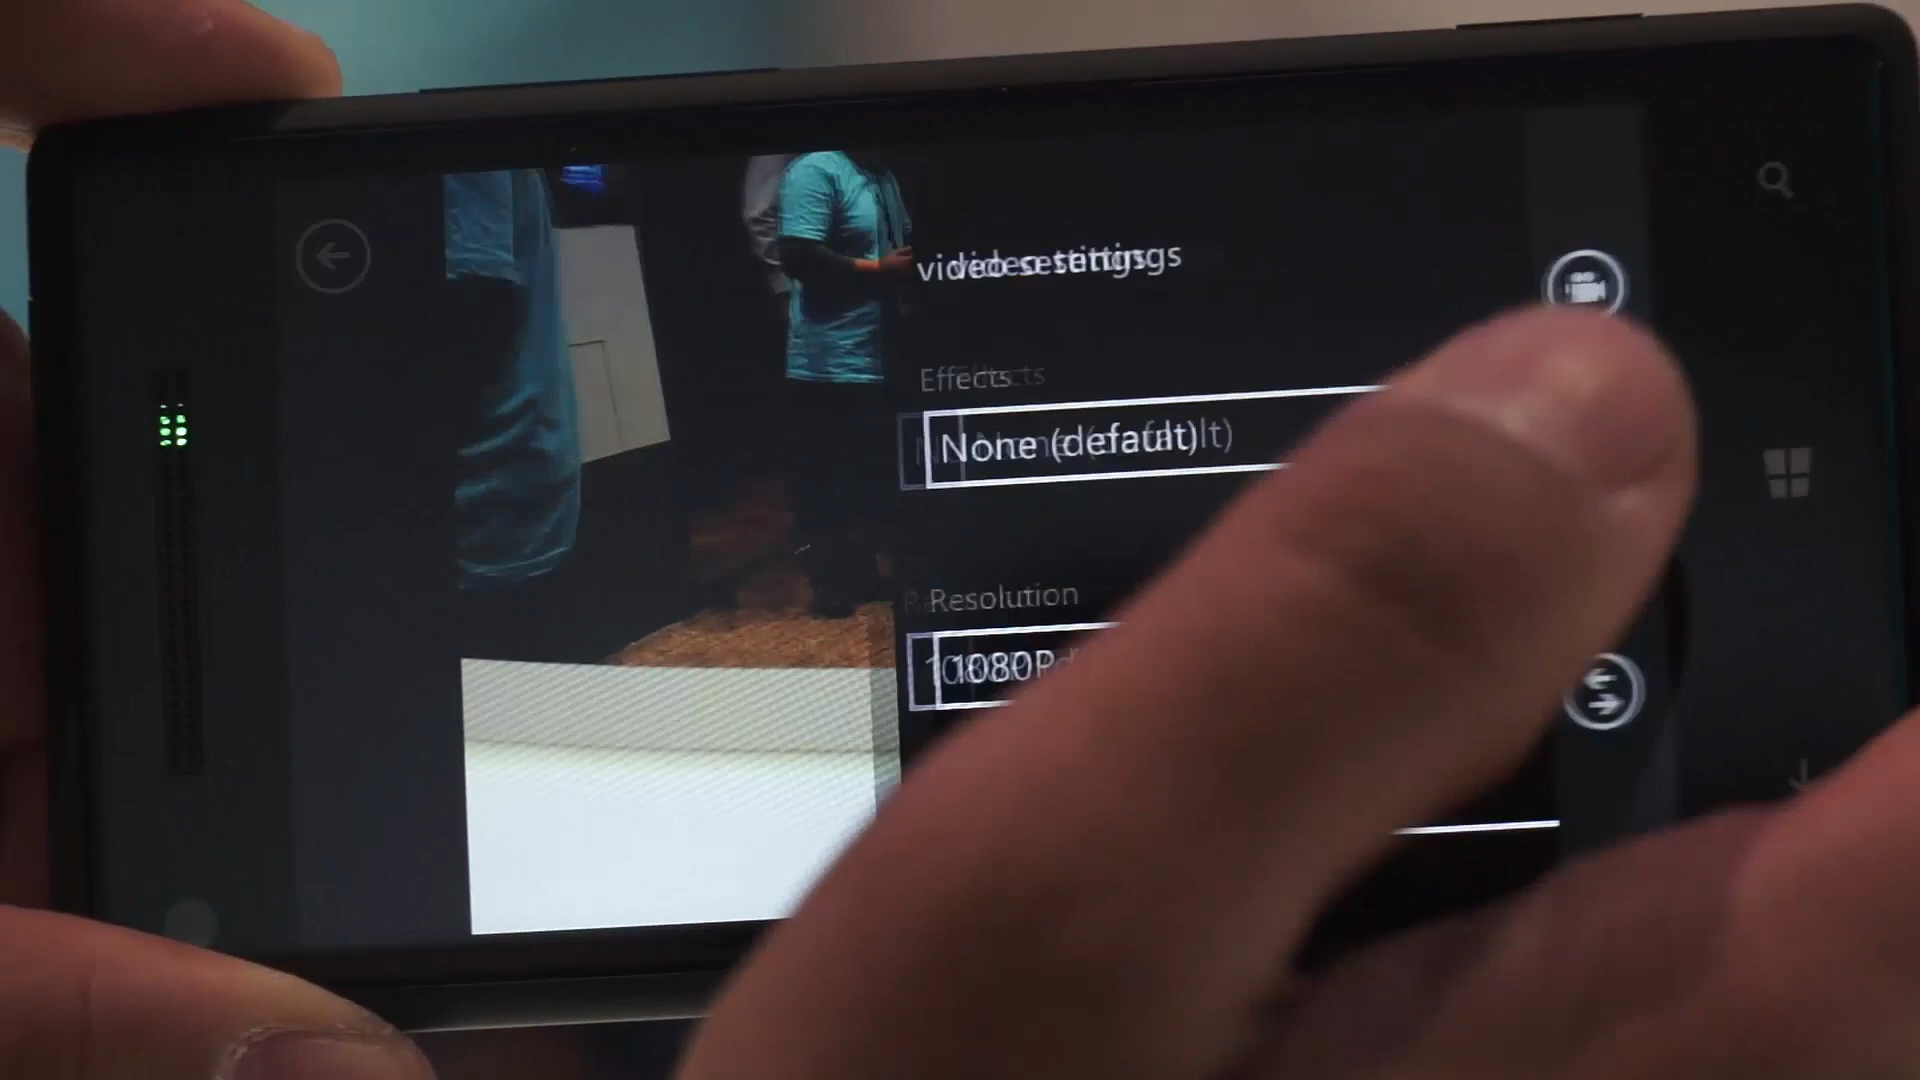 video settings
Effects
None (default)
Resolution
1080P